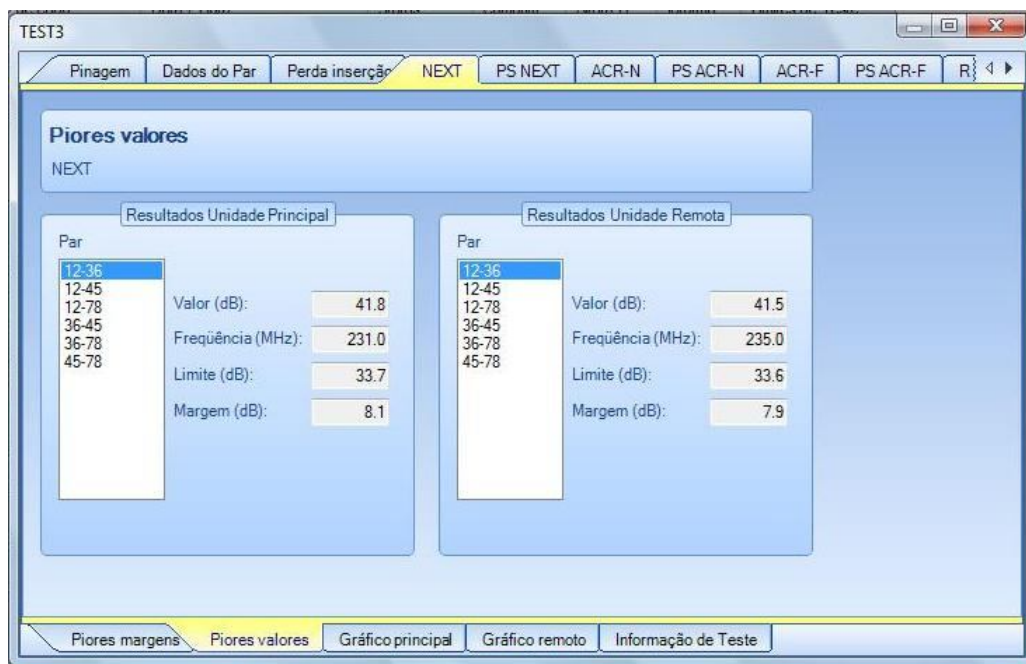 TEST3
Pinagem Dados do Par Perda inserção NEXT PS NEXT ACR-N PS ACR-N ACR-F PS ACR-F R
Piores valores
NEXT
Resultados Unidade Principal
Par
12-36
12-45
12-78
36-45
36-78
45-78
Valor (dB): 41.8
Freqüência (MHz): 231.0
Limite (dB): 33.7
Margem (dB): 8.1
Resultados Unidade Remota
Par
12-36
12-45
12-78
36-45
36-78
45-78
Valor (dB): 41.5
Freqüência (MHz): 235.0
Limite (dB): 33.6
Margem (dB): 7.9
Piores margens Piores valores Gráfico principal Gráfico remoto Informação de Teste